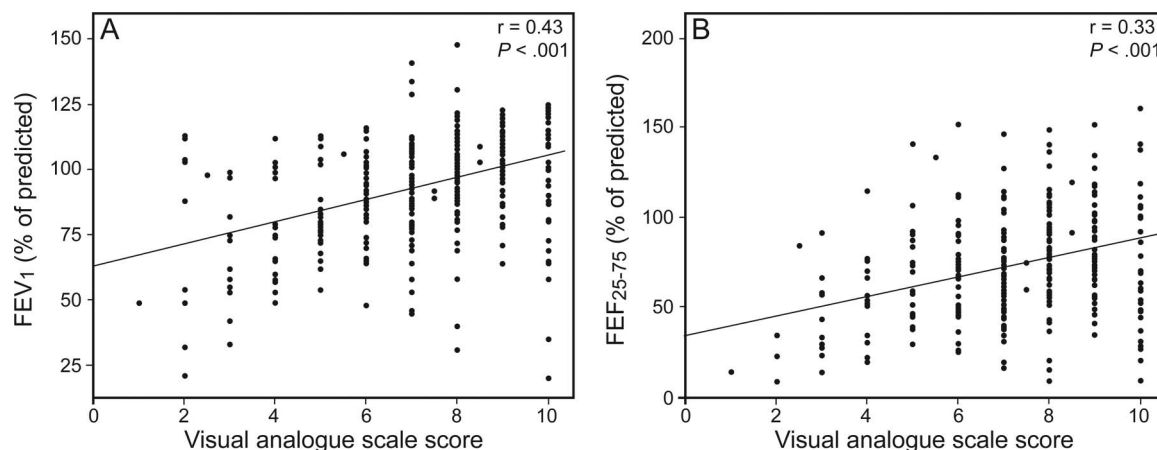 A
r = 0.43
P < .001
150
125
100
75
50
25
0
2
4
6
8
10
FEV1 (% of predicted)
Visual analogue scale score
B
r = 0.33
P < .001
200
150
100
50
0
0
2
4
6
8
10
FEF25-75 (% of predicted)
Visual analogue scale score